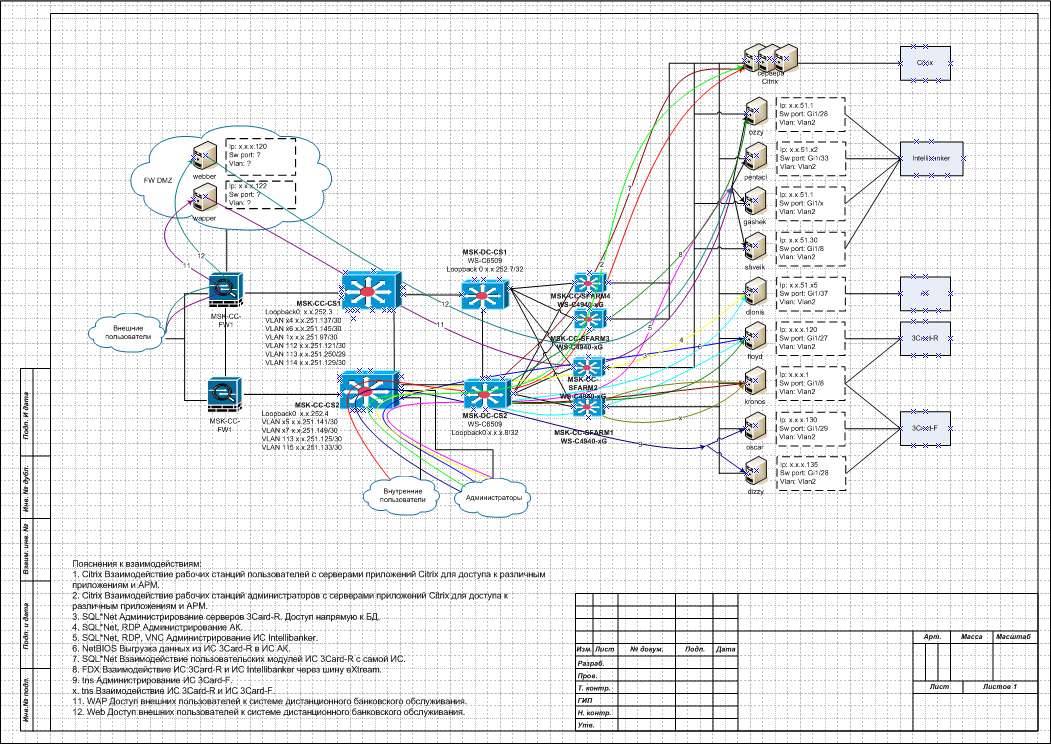 сервера
Citrix
Ip: x.x.51.1
Sw port: Gi1/28
Vlan: Vlan2
ozzy
Ip: x.x.51.x2
Sw port: Gi1/33
Vlan: Vlan2
pentacl
Ip: x.x.51.1
Sw port: Gi1/x
Vlan: Vlan2
gashek
Ip: x.x.51.30
Sw port: Gi1/8
Vlan: Vlan2
shveik
Ip: x.x.51.x5
Sw port: Gi1/37
Vlan: Vlan2
dionis
Ip: x.x.x.120
Sw port: Gi1/27
Vlan: Vlan2
floyd
Ip: x.x.x.1
Sw port: Gi1/8
Vlan: Vlan2
kronos
Ip: x.x.x.130
Sw port: Gi1/29
Vlan: Vlan2
oscar
Ip: x.x.x.135
Sw port: Gi1/28
Vlan: Vlan2
dizzy
FW DMZ
Ip: x.x.x.120
Sw port: ?
Vlan: ?
webber
Ip: x.x.x.122
Sw port: ?
Vlan: ?
wapper
12
11
MSK-CC-
FW1
Внешние
пользователи
MSK-CC-
FW1
MSK-CC-CS1
Loopback0 x.x.252.3
VLAN x4 x.x.251.137/30
VLAN x6 x.x.251.145/30
VLAN x1 x.x.251.97/30
VLAN 112 x.x.251.121/30
VLAN 113 x.x.251.250/29
VLAN 114 x.x.251.129/30
MSK-CC-CS2
Loopback0 x.x.252.4
VLAN x5 x.x.251.141/30
VLAN x7 x.x.251.149/30
VLAN 113 x.x.251.125/30
VLAN 115 x.x.251.133/30
MSK-DC-CS1
WS-C6509
Loopback 0 x.x.252.7/32
12
11
MSK-DC-CS2
WS-C6509
Loopback0 x.x.x.8/32
MSK-CC-SFARM4
WS-C4940-xG
MSK-CC-SFARM3
WS-C4940-xG
MSK-CC-
SFARM2
WS-C4940-xG
MSK-CC-SFARM1
WS-C4940-xG
Внутренние
пользователи
Администраторы
Пояснения к взаимодействиям:
1. Citrix Взаимодействие рабочих станций пользователей с серверами приложений Citrix для доступа к различным
приложениям и АРМ.
2. Citrix Взаимодействие рабочих станций администраторов с серверами приложений Citrix для доступа к
различным приложениям и АРМ.
3. SQL*Net Администрирование серверов 3Card-R. Доступ напрямую к БД.
4. SQL*Net, RDP Администрирование АК.
5. SQL*Net, RDP, VNC Администрирование ИС Intellibanker.
6. NetBIOS Выгрузка данных из ИС 3Card-R в ИС АК.
7. SQL*Net Взаимодействие пользовательских модулей ИС 3Card-R с самой ИС.
8. FDX Взаимодействие ИС 3Card-R и ИС Intellibanker через шину eXtream.
9. tns Администрирование ИС 3Card-F.
x. tns Взаимодействие ИС 3Card-R и ИС 3Card-F.
11. WAP Доступ внешних пользователей к системе дистанционного банковского обслуживания.
12. Web Доступ внешних пользователей к системе дистанционного банковского обслуживания.
Подп. И дата
Инв. № дубл.
Взаим. инв. №
Подп. и дата
Инв.№ подл.
Изм. Лист № докум. Подп. Дата
Разраб.
Пров.
Т. контр.
ГИП
Н. контр.
Утв.
Арт. Масса Масштаб
Лист Листов 1